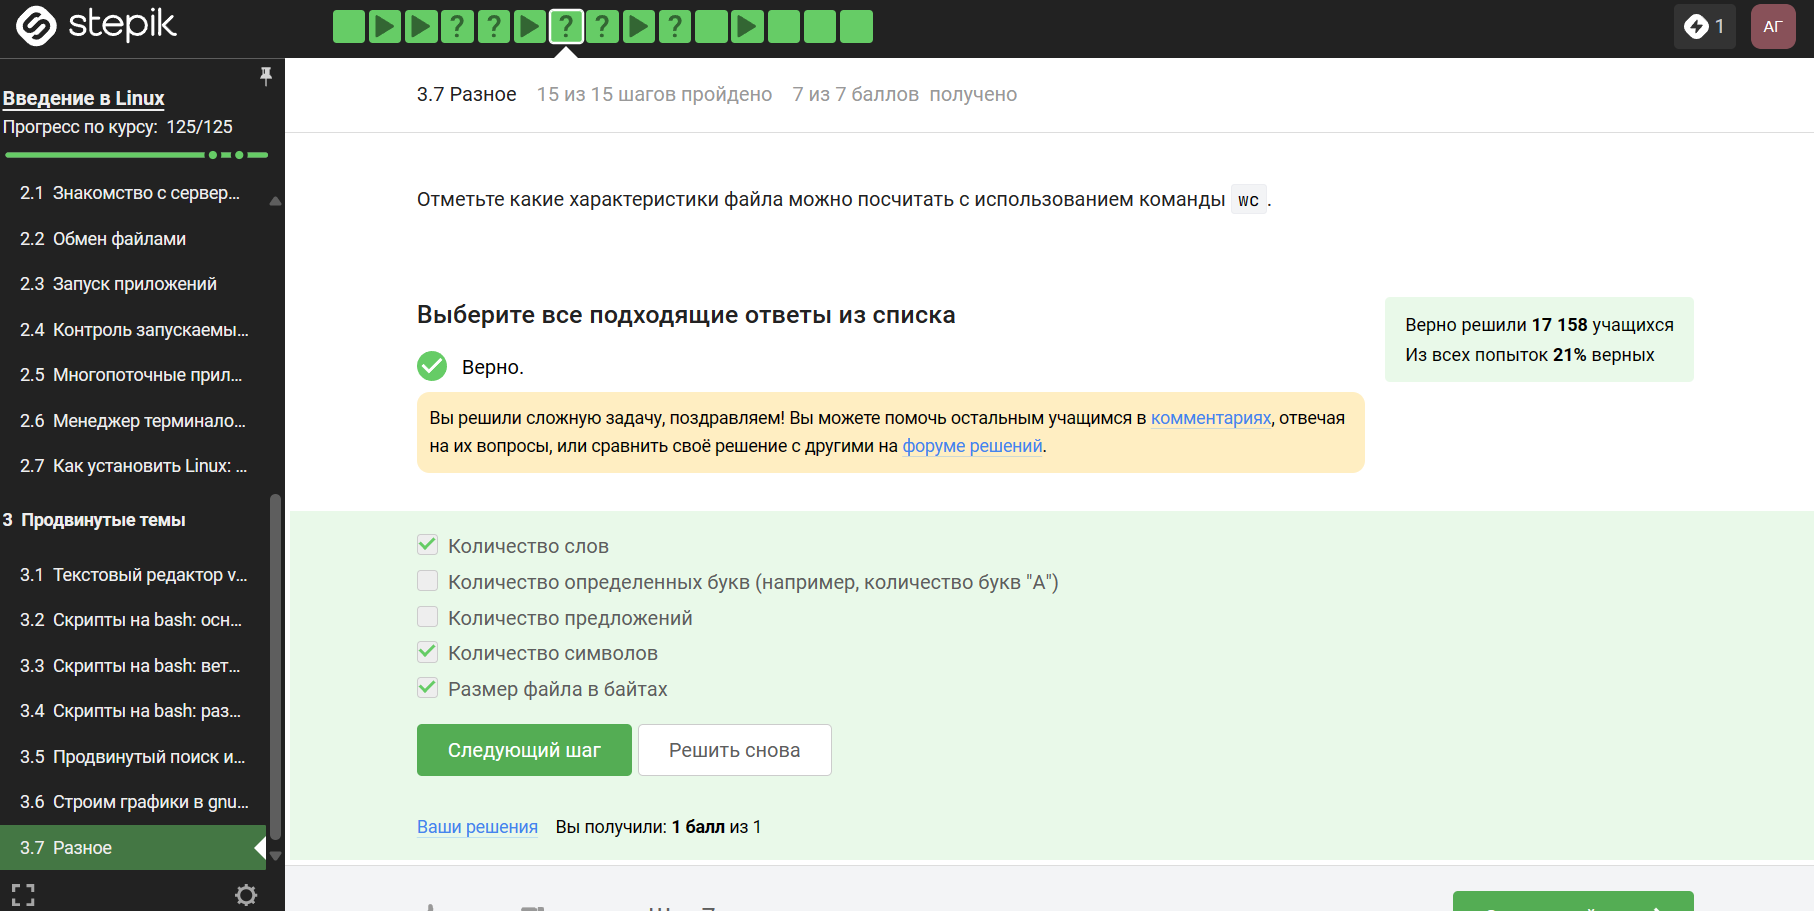 stepik
? ? ? ? ?
1
АГ
Введение в Linux
Прогресс по курсу: 125/125
2.1 Знакомство с сервер...
2.2 Обмен файлами
2.3 Запуск приложений
2.4 Контроль запускаемы...
2.5 Многопоточные прил...
2.6 Менеджер терминало...
2.7 Как установить Linux: ...
3 Продвинутые темы
3.1 Текстовый редактор v...
3.2 Скрипты на bash: осн...
3.3 Скрипты на bash: вет...
3.4 Скрипты на bash: раз...
3.5 Продвинутый поиск и...
3.6 Строим графики в gnu...
3.7 Разное
3.7 Разное 15 из 15 шагов пройдено 7 из 7 баллов получено
Отметьте какие характеристики файла можно посчитать с использованием команды wc.
Выберите все подходящие ответы из списка
Верно.
Вы решили сложную задачу, поздравляем! Вы можете помочь остальным учащимся в комментариях, отвечая
на их вопросы, или сравнить своё решение с другими на форуме решений.
Верно решили 17 158 учащихся
Из всех попыток 21% верных
Количество слов
Количество определенных букв (например, количество букв "А")
Количество предложений
Количество символов
Размер файла в байтах
Следующий шаг
Решить снова
Ваши решения Вы получили: 1 балл из 1